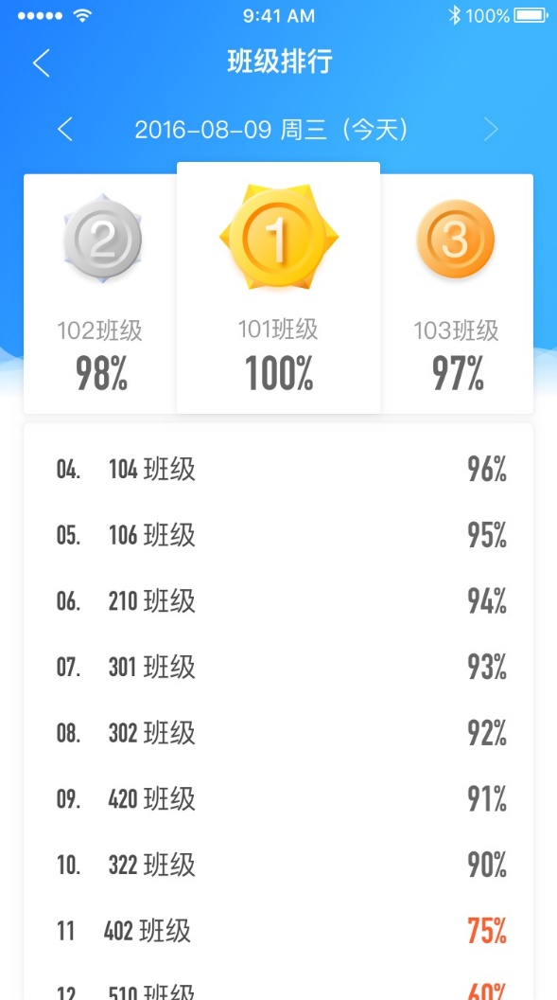 9:41 AM 100%
班级排行
2016-08-09 周三（今天）
2 1 3
102班级 101班级 103班级
98% 100% 97%
04. 104 班级 96%
05. 106 班级 95%
06. 210 班级 94%
07. 301 班级 93%
08. 302 班级 92%
09. 420 班级 91%
10. 322 班级 90%
11 402 班级 75%
12 510 班级 60%